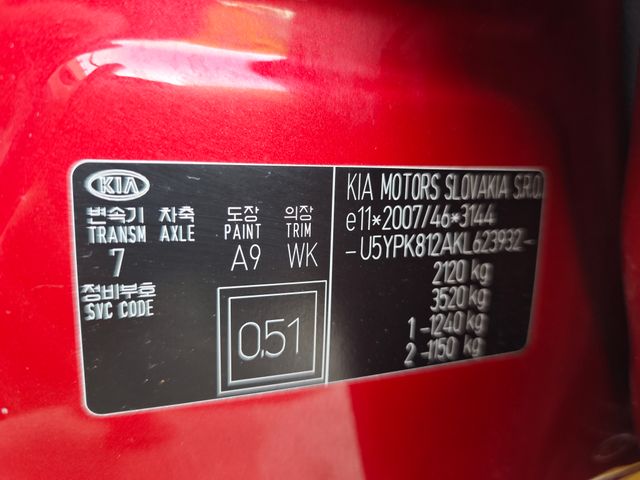 KIA
변속기 차축 도장 의장
TRANSM AXLE PAINT TRIM
7 A9 WK
정비부호
SVC CODE
0.51
KIA MOTORS SLOVAKIA S.R.O.
e11*2007/46*3144
-U5YPK812AKL623932-
2120 kg
3520 kg
1-1240 kg
2-1150 kg